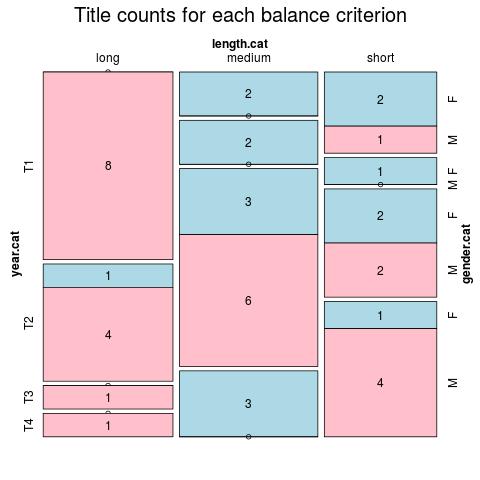 Title counts for each balance criterion
length.cat
long medium short
year.cat
T1
T2
T3
T4
8
1
4
1
1
2
2
3
6
3
2
1
1
2
2
1
4
F
M
F
M
F
M
F
M
gender.cat